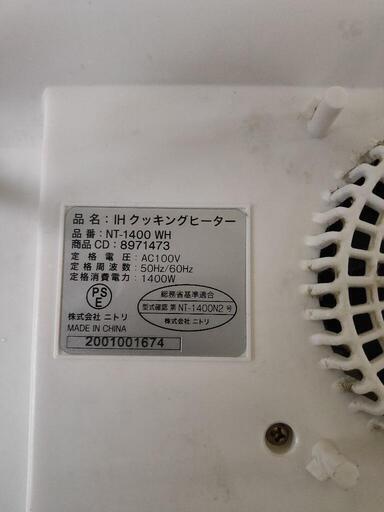 品 名：IHクッキングヒーター
品 番：NT-1400 WH
商品CD：8971473
定 格 電 圧：AC100V
定 格 周 波 数：50Hz/60Hz
定格消費電力：1400W
PS
E
総務省基準適合
型式確認 第 NT-1400N2 号
株式会社 ニトリ
株式会社 ニトリ
MADE IN CHINA
2001001674